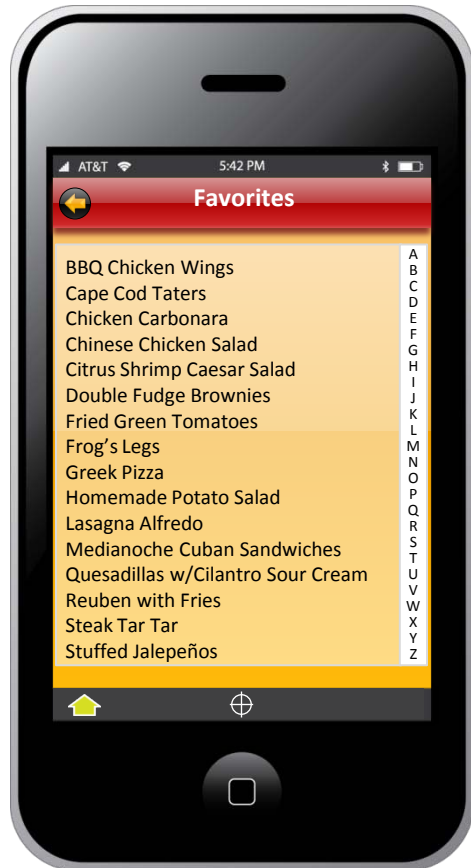 AT&T 5:42 PM
Favorites
BBQ Chicken Wings
Cape Cod Taters
Chicken Carbonara
Chinese Chicken Salad
Citrus Shrimp Caesar Salad
Double Fudge Brownies
Fried Green Tomatoes
Frog's Legs
Greek Pizza
Homemade Potato Salad
Lasagna Alfredo
Medianoche Cuban Sandwiches
Quesadillas w/Cilantro Sour Cream
Reuben with Fries
Steak Tar Tar
Stuffed Jalepeños
A
B
C
D
E
F
G
H
I
J
K
L
M
N
O
P
Q
R
S
T
U
V
W
X
Y
Z